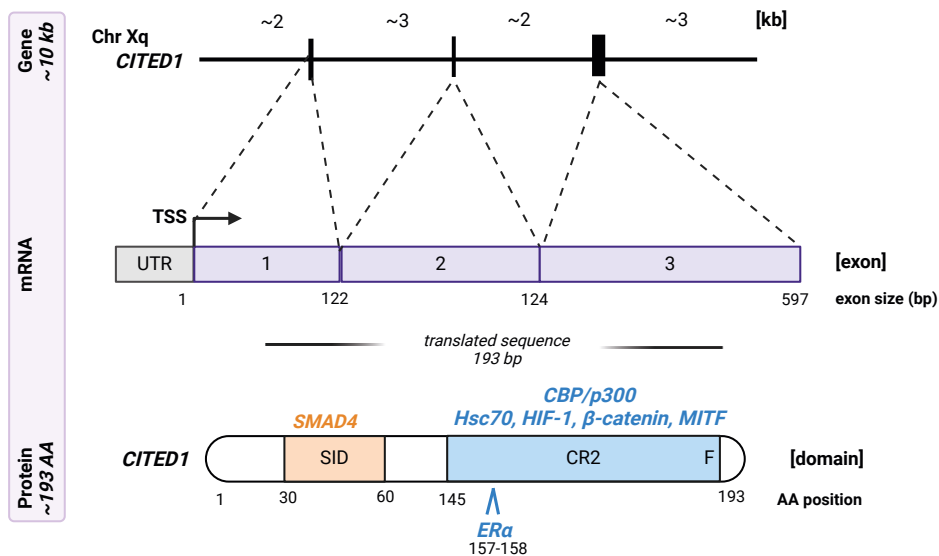 ~2 ~3 ~2 ~3 [kb]
Chr Xq
CITED1
Gene
~10 kb
TSS
UTR 1 2 3 [exon]
1 122 124 597 exon size (bp)
mRNA
translated sequence
193 bp
CBP/p300
SMAD4 Hsc70, HIF-1, β-catenin, MITF
CITED1 SID CR2 F [domain]
1 30 60 145 193 AA position
ERα
157-158
Protein
~193 AA